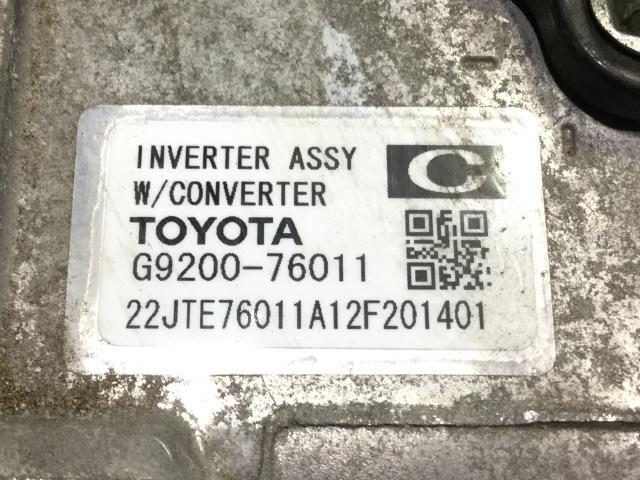 INVERTER ASSY
C
W/CONVERTER
TOYOTA
G9200-76011
22JTE76011A12F201401